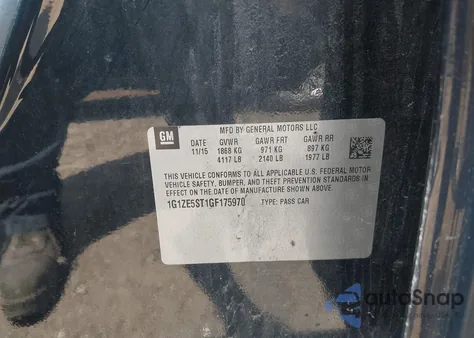 GM
MFD BY GENERAL MOTORS LLC
DATE GVWR GAWR FRT GAWR RR
11/15 1868 KG 971 KG 897 KG
4117 LB 2140 LB 1977 LB
THIS VEHICLE CONFORMS TO ALL APPLICABLE U.S. FEDERAL MOTOR
VEHICLE SAFETY, BUMPER, AND THEFT PREVENTION STANDARDS IN
EFFECT ON THE DATE OF MANUFACTURE SHOWN ABOVE.
1G1ZE5ST1GF175970 TYPE: PASS CAR
autoSnap